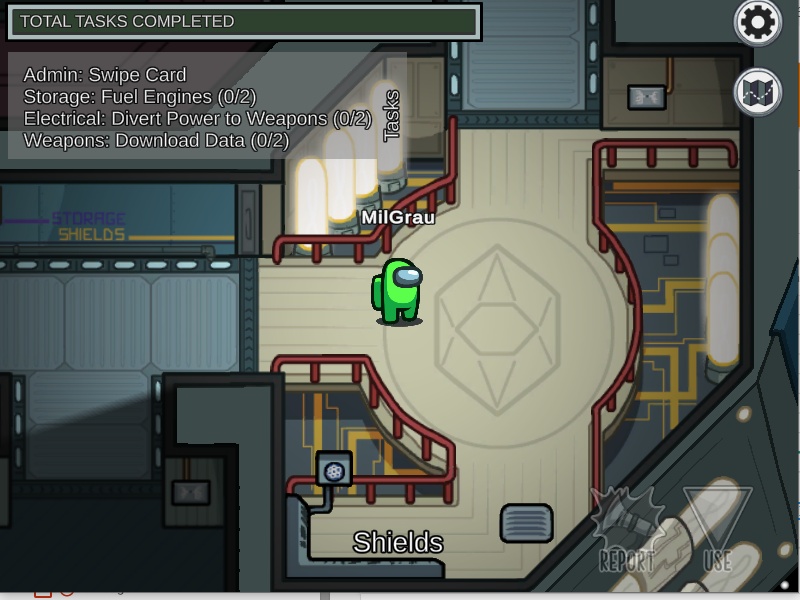 TOTAL TASKS COMPLETED
Admin: Swipe Card
Storage: Fuel Engines (0/2)
Electrical: Divert Power to Weapons (0/2)
Weapons: Download Data (0/2)
Tasks
STORAGE
SHIELDS
MilGrau
Shields
REPORT
USE